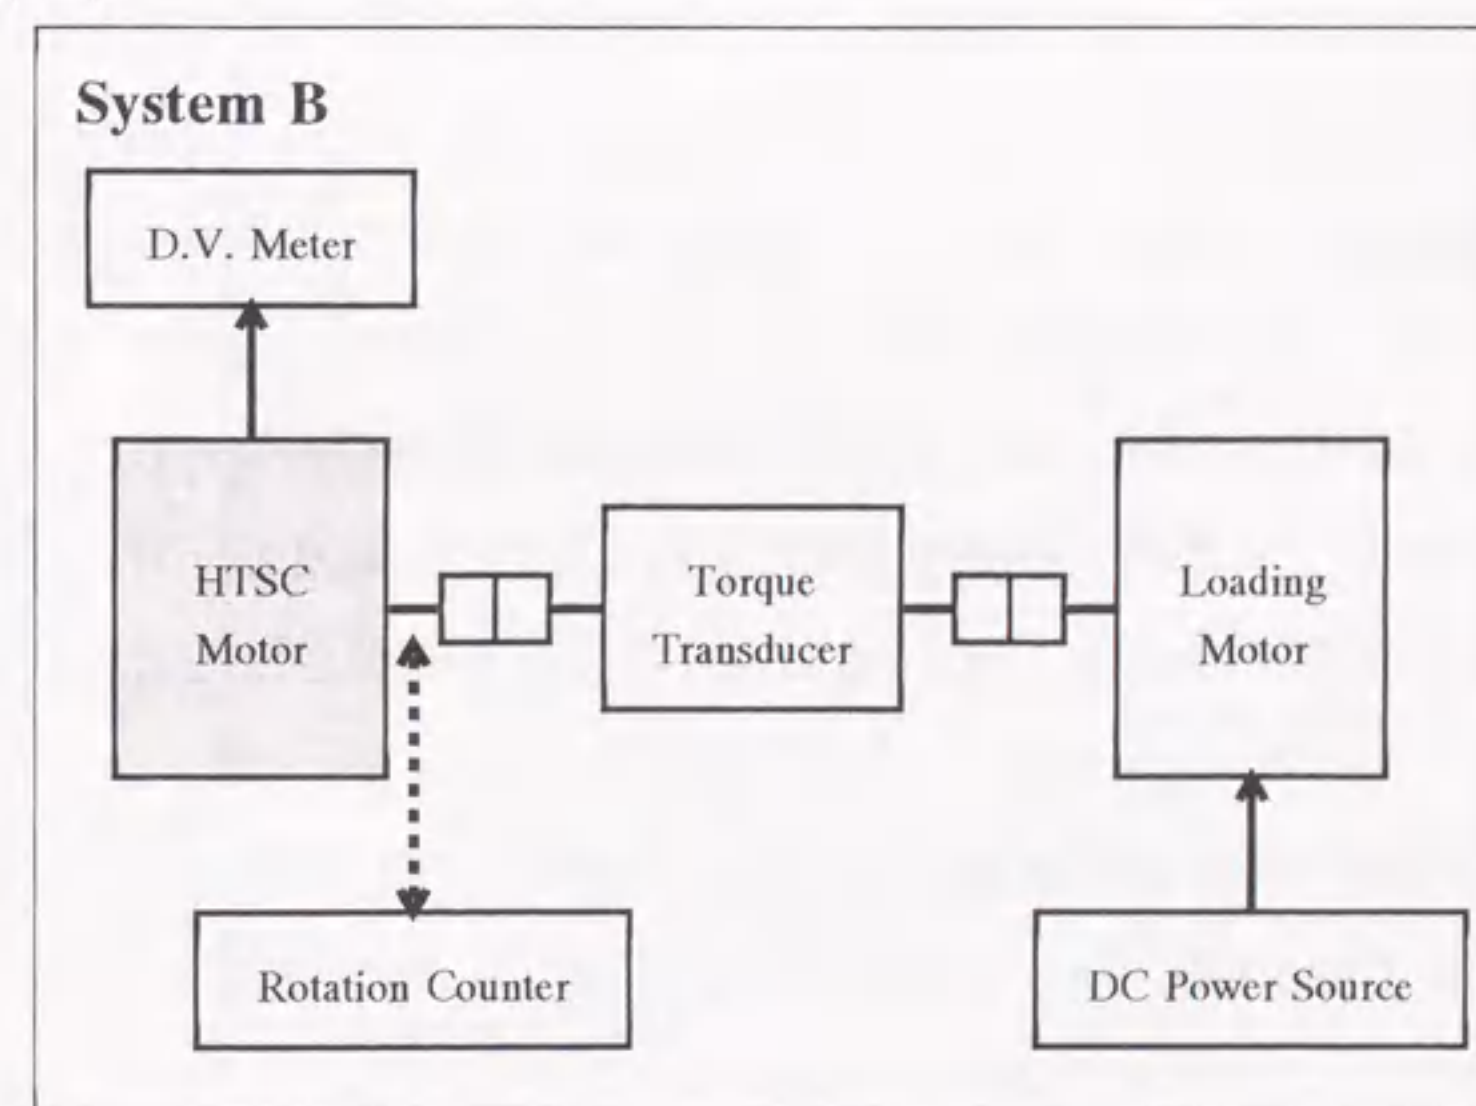 System B
D.V. Meter
HTSC
Motor
Torque
Transducer
Loading
Motor
Rotation Counter
DC Power Source